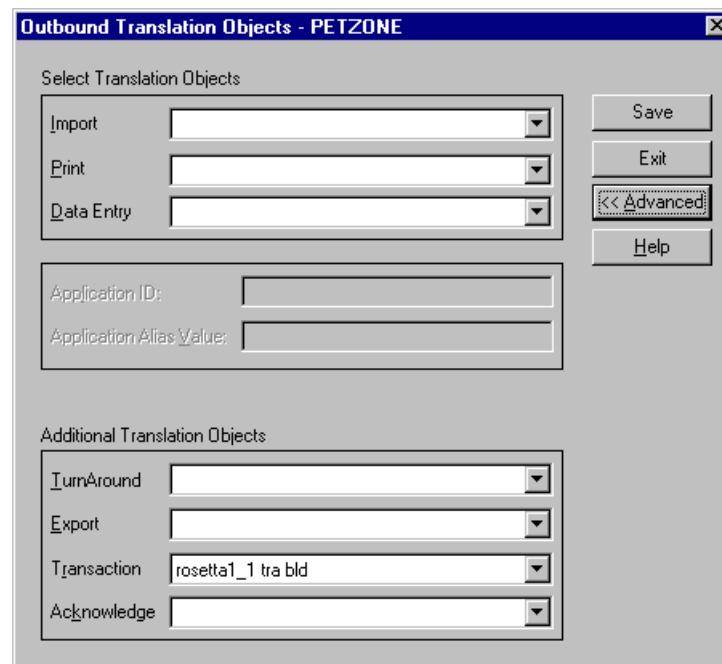 Outbound Translation Objects - PETZONE
Select Translation Objects
Import
Print
Data Entry
Save
Exit
<< Advanced
Help
Application ID:
Application Alias Value:
Additional Translation Objects
TurnAround
Export
Transaction rosetta1_1 tra bld
Acknowledge